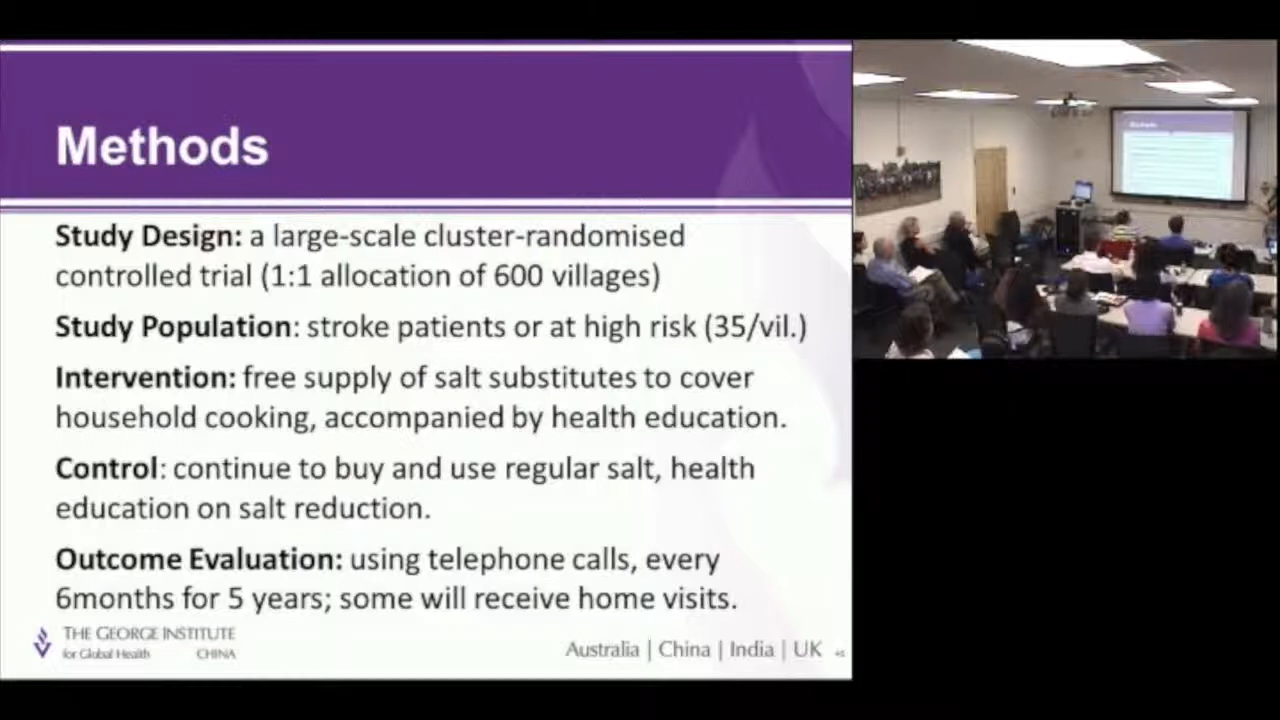 Methods
Study Design: a large-scale cluster-randomised
controlled trial (1:1 allocation of 600 villages)
Study Population: stroke patients or at high risk (35/vil.)
Intervention: free supply of salt substitutes to cover
household cooking, accompanied by health education.
Control: continue to buy and use regular salt, health
education on salt reduction.
Outcome Evaluation: using telephone calls, every
6months for 5 years; some will receive home visits.
THE GEORGE INSTITUTE
for Global Health CHINA
Australia | China | India | UK